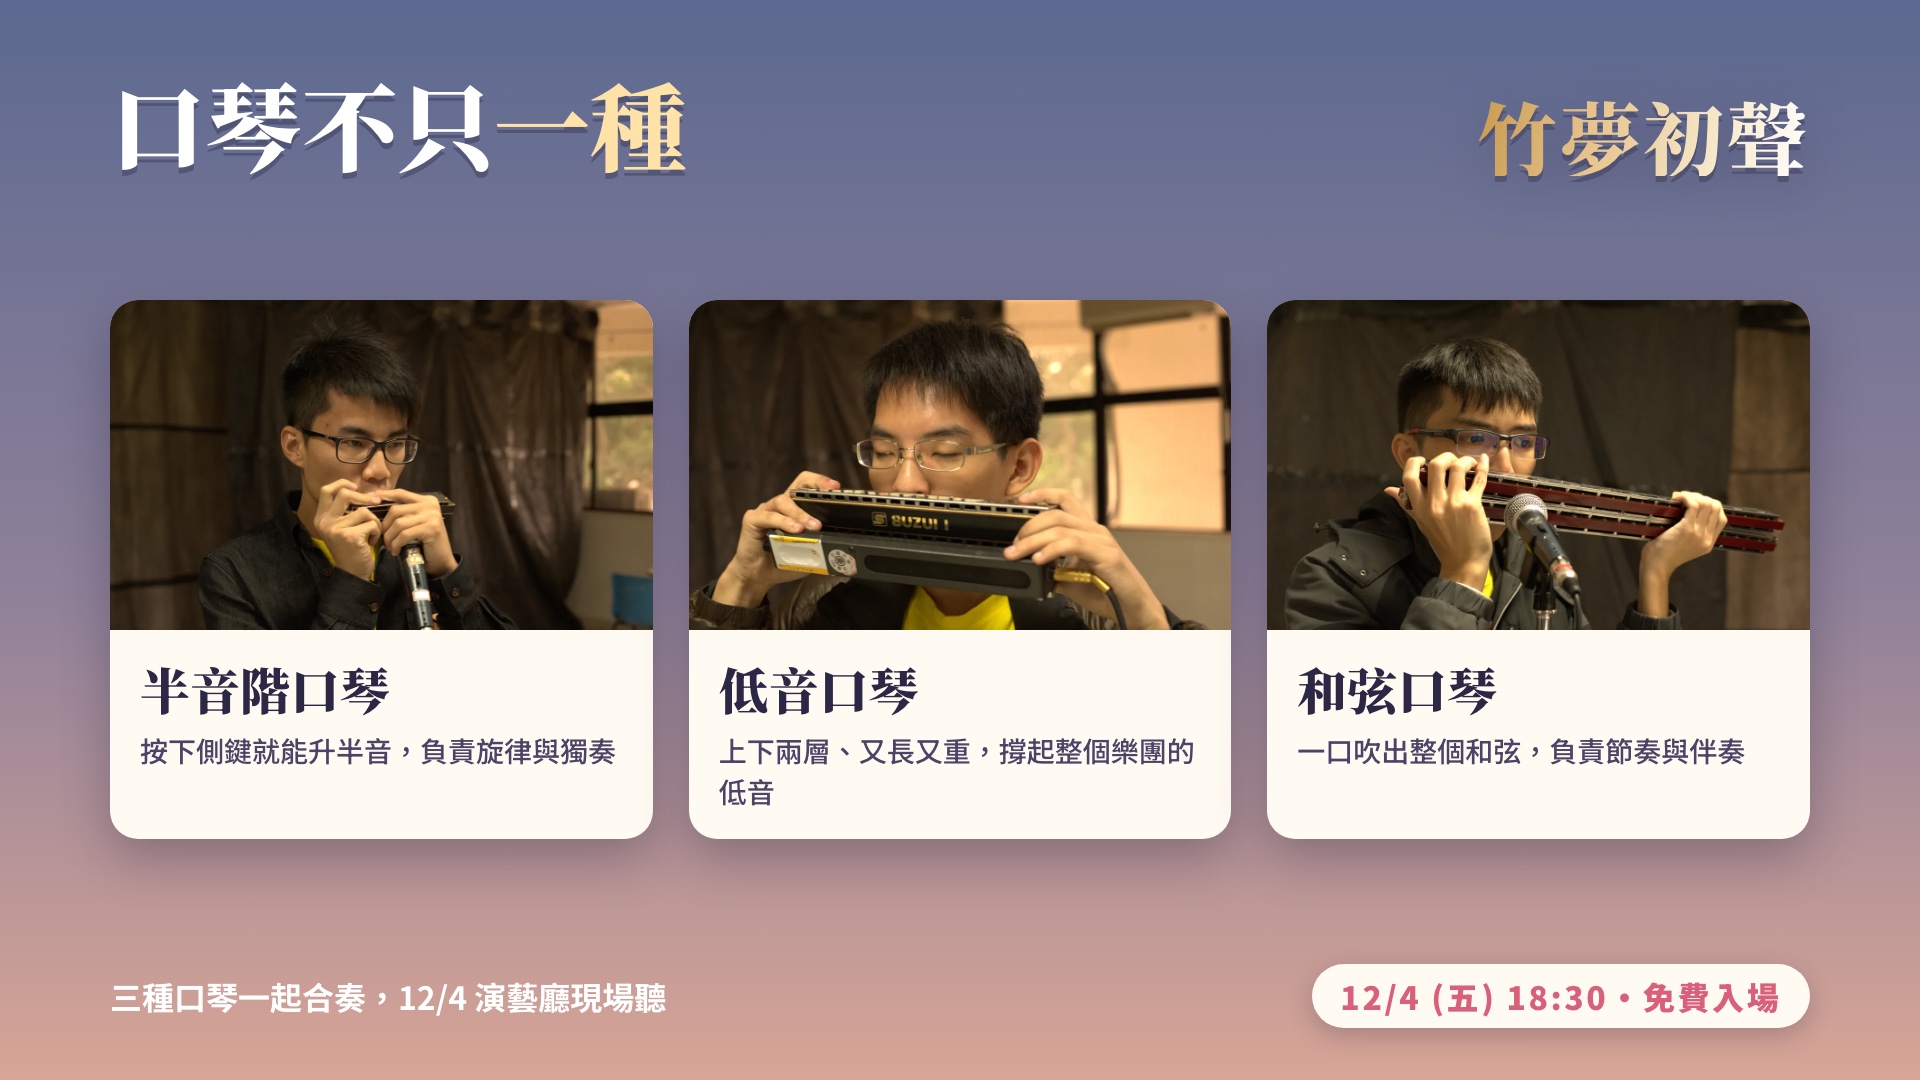 口琴不只一種
竹夢初聲
SUZUKI
半音階口琴
按下側鍵就能升半音，負責旋律與獨奏
低音口琴
上下兩層、又長又重，撐起整個樂團的
低音
和弦口琴
一口吹出整個和弦，負責節奏與伴奏
三種口琴一起合奏，12/4 演藝廳現場聽
12/4 (五) 18:30・免費入場